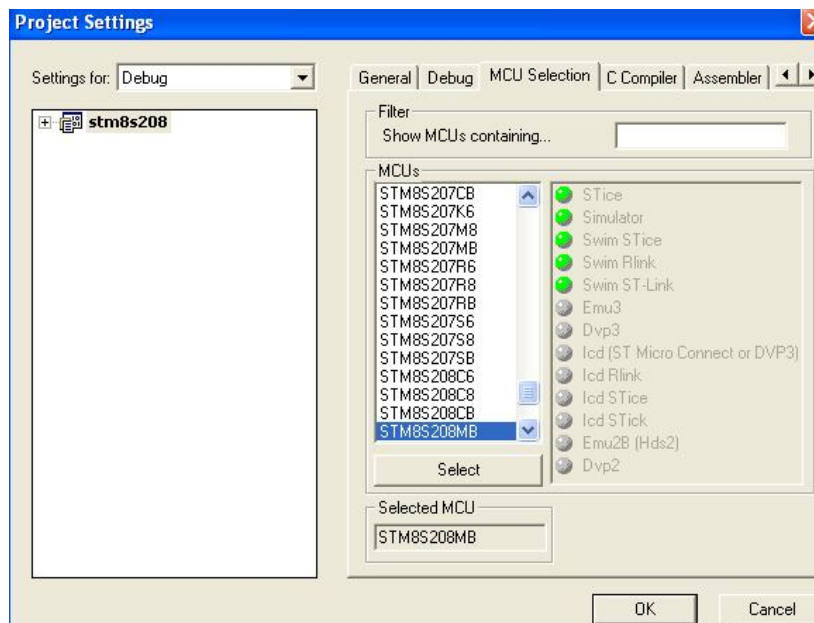 Project Settings
Settings for: Debug
stm8s208
General Debug MCU Selection C Compiler Assembler
Filter
Show MCUs containing...
MCUs
STM8S207CB
STM8S207K6
STM8S207M8
STM8S207MB
STM8S207R6
STM8S207R8
STM8S207RB
STM8S207S6
STM8S207S8
STM8S207SB
STM8S208C6
STM8S208C8
STM8S208CB
STM8S208MB
STice
Simulator
Swim STice
Swim Rlink
Swim ST-Link
Emu3
Dvp3
Icd (ST Micro Connect or DVP3)
Icd Rlink
Icd STice
Icd STick
Emu2B (Hds2)
Dvp2
Select
Selected MCU
STM8S208MB
OK Cancel